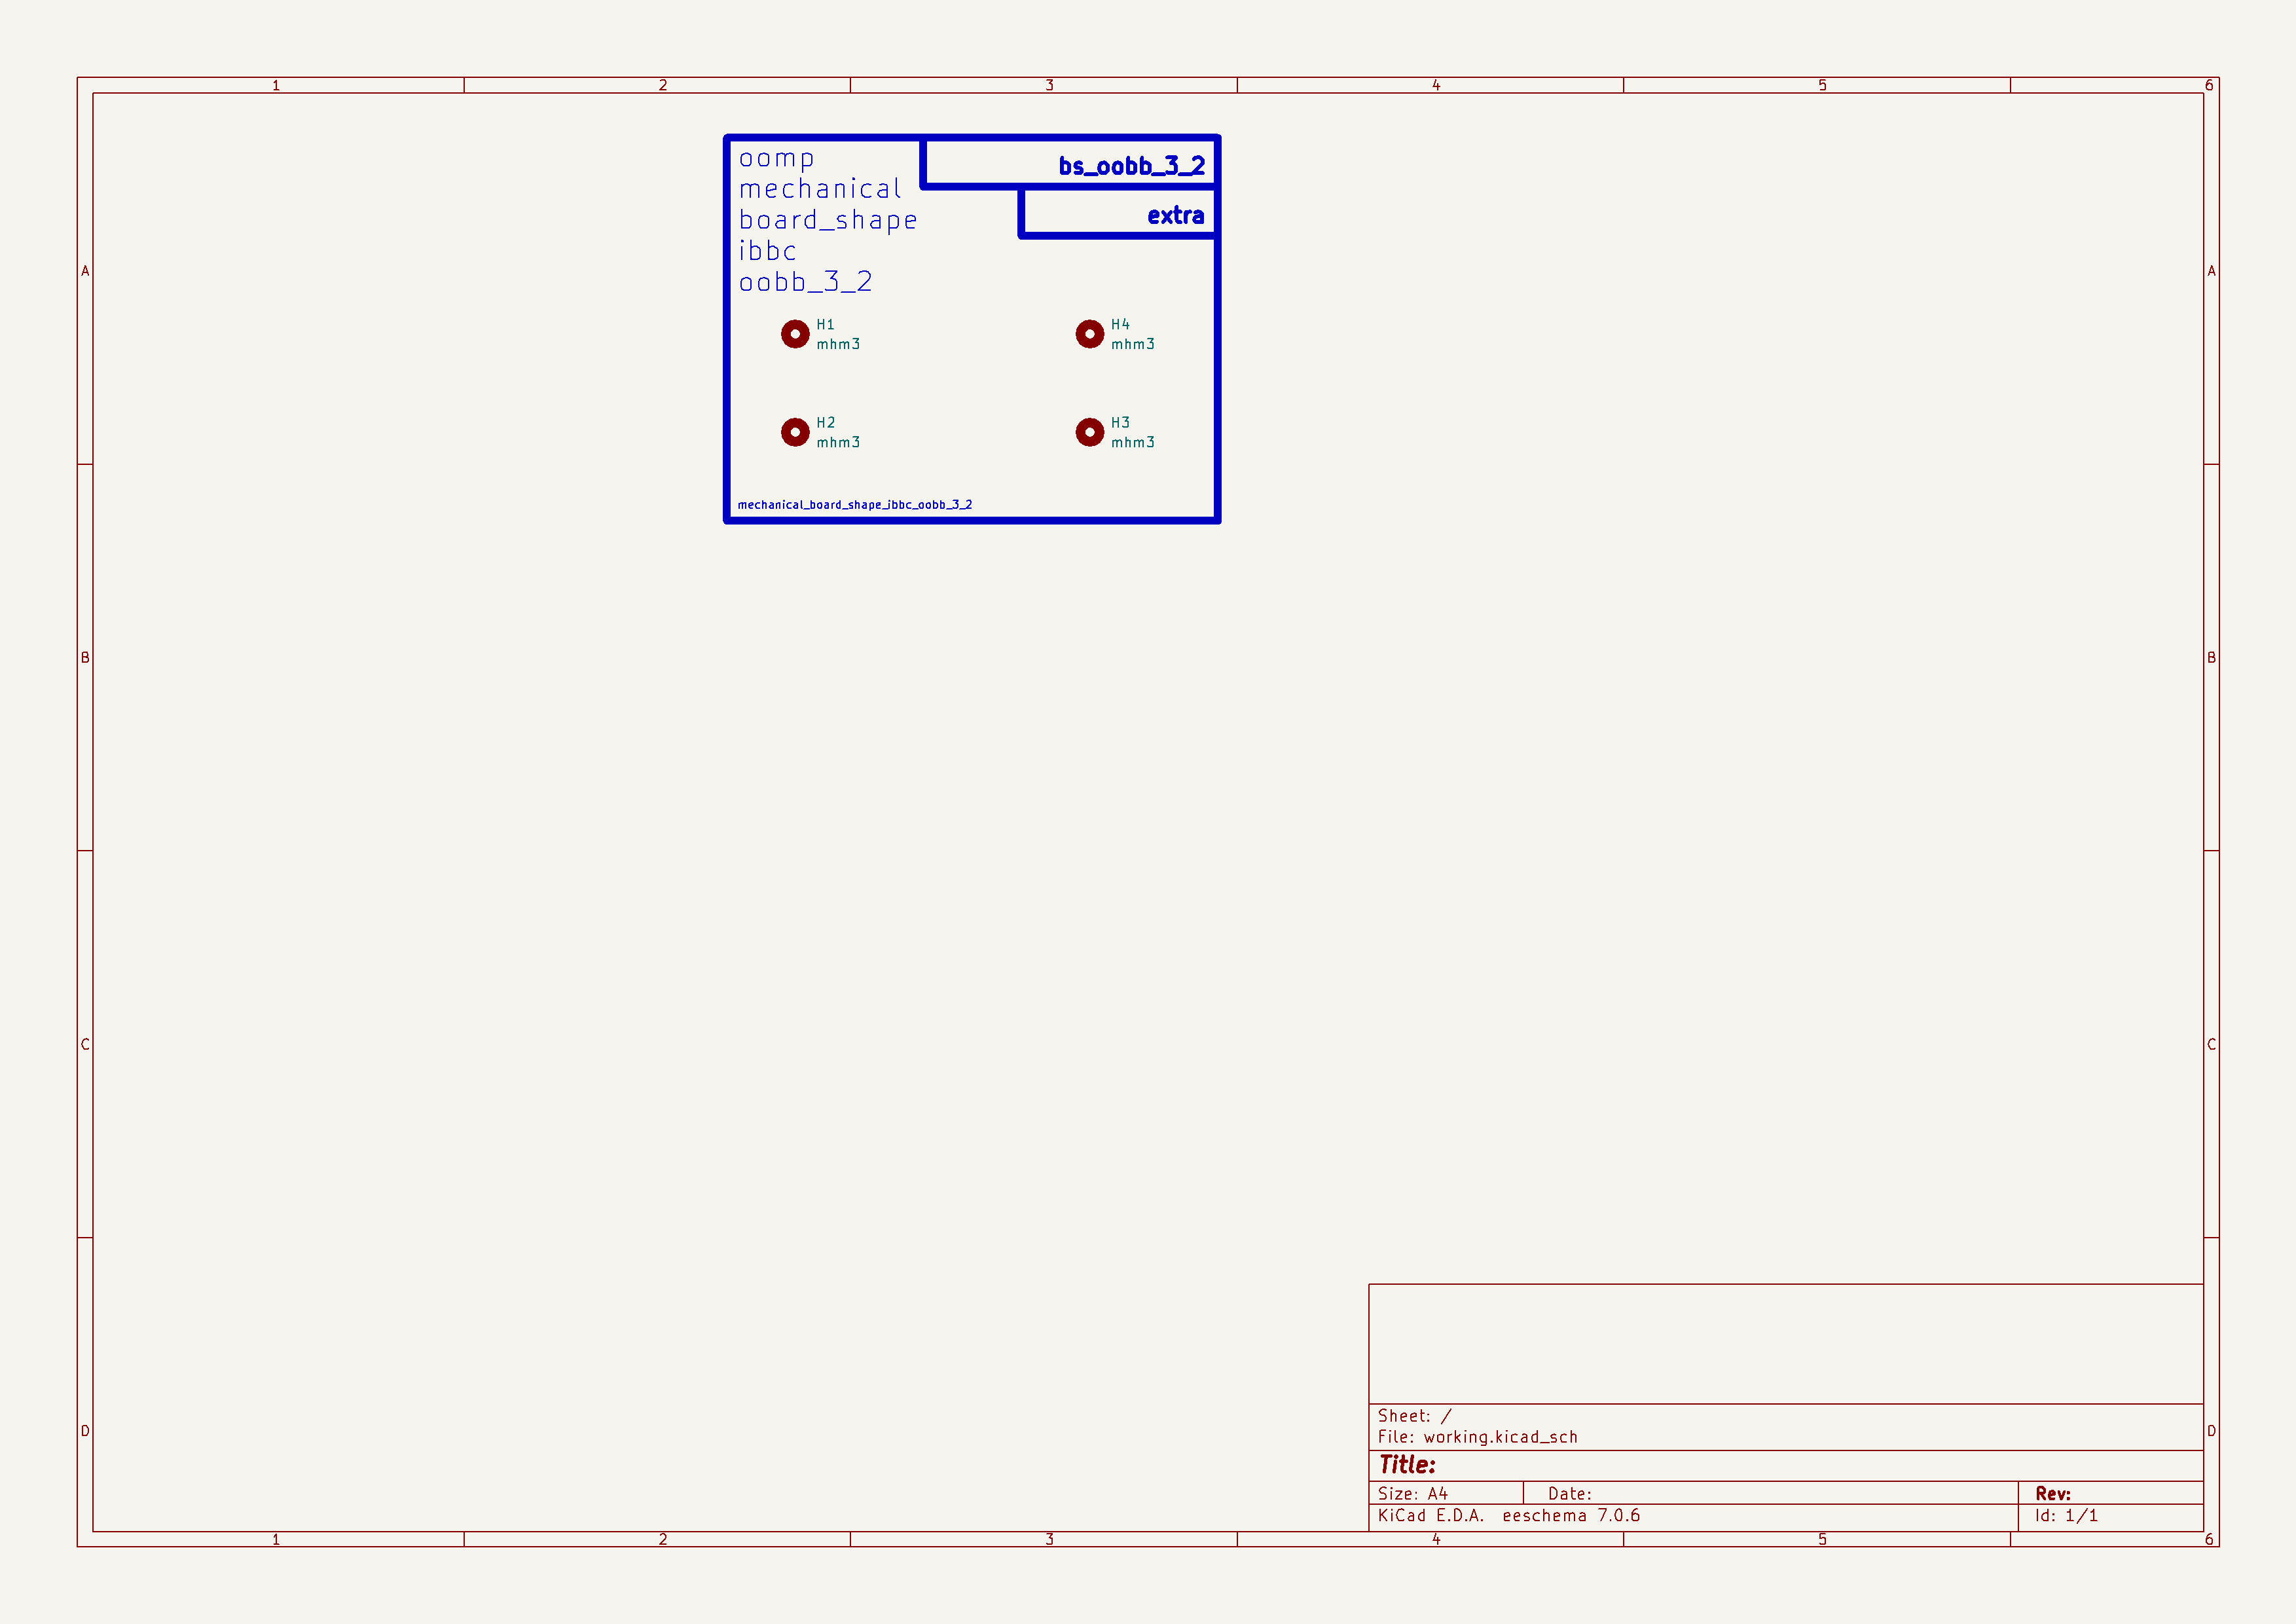 1 2 3 4 5 6
oomp
mechanical
board_shape
ibbc
oobb_3_2
bs_oobb_3_2
extra
A A
H1
mhm3
H4
mhm3
H2
mhm3
H3
mhm3
mechanical_board_shape_ibbc_oobb_3_2
B B
C C
D D
Sheet: /
File: working.kicad_sch
Title:
Size: A4 Date: Rev:
KiCad E.D.A. eeschema 7.0.6 Id: 1/1
1 2 3 4 5 6